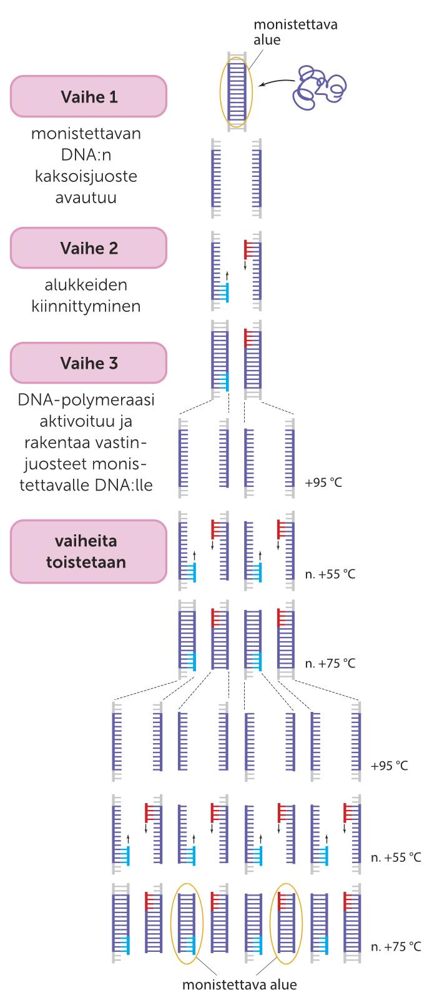 monistettava
alue
Vaihe 1
monistettavan
DNA:n
kaksoisjuoste
avautuu
Vaihe 2
alukkeiden
kiinnittyminen
Vaihe 3
DNA-polymeraasi
aktivoituu ja
rakentaa vastin-
juosteet monis-
tettavalle DNA:lle
+95 °C
vaiheita
toistetaan
n. +55 °C
n. +75 °C
+95 °C
n. +55 °C
n. +75 °C
monistettava alue